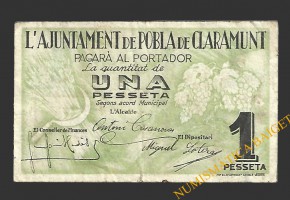 L'AJUNTAMENT DE POBLA DE CLARAMUNT
PAGARÀ AL PORTADOR
La quantitat de
UNA
PESSETA
Segons acord Municipal
L'Alcalde
El Conseller de Finances
El Dipositari
1
PESSETA